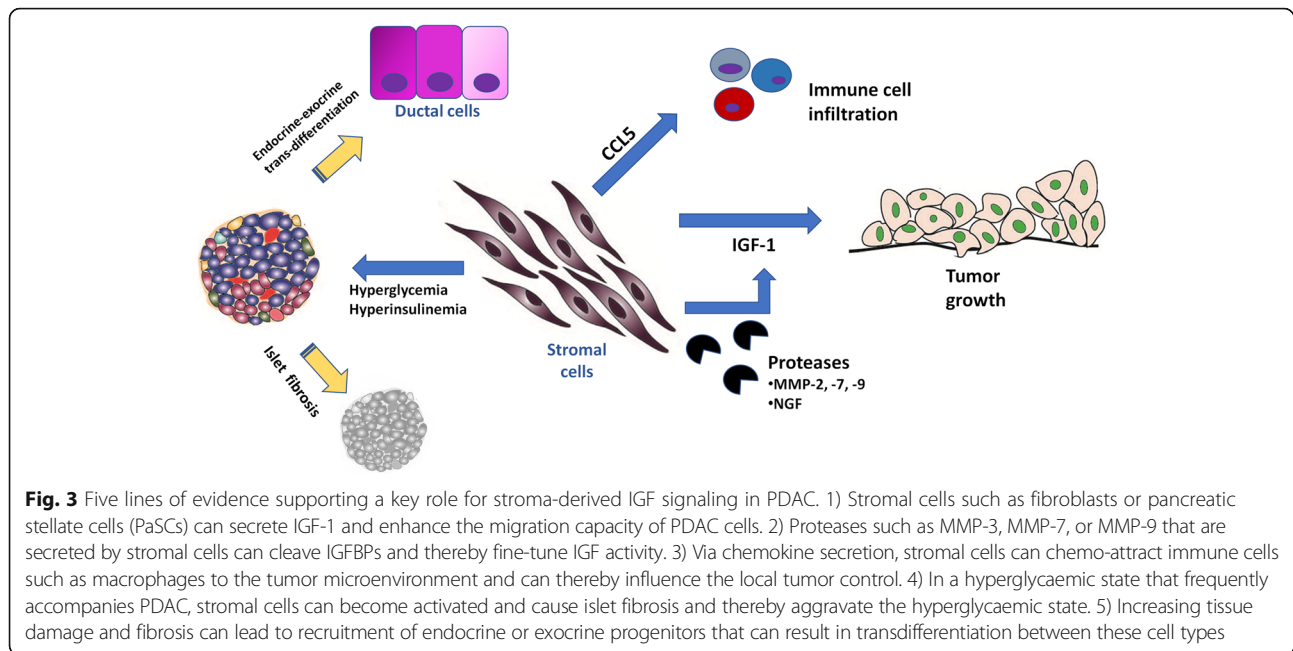 Endocrine-exocrine
trans-differentiation
Ductal cells
CCL5
Immune cell
infiltration
IGF-1
Tumor
growth
Hyperglycemia
Hyperinsulinemia
Stromal
cells
Proteases
•MMP-2, -7, -9
•NGF
Islet fibrosis
Fig. 3 Five lines of evidence supporting a key role for stroma-derived IGF signaling in PDAC. 1) Stromal cells such as fibroblasts or pancreatic
stellate cells (PaSCs) can secrete IGF-1 and enhance the migration capacity of PDAC cells. 2) Proteases such as MMP-3, MMP-7, or MMP-9 that are
secreted by stromal cells can cleave IGFBPs and thereby fine-tune IGF activity. 3) Via chemokine secretion, stromal cells can chemo-attract immune cells
such as macrophages to the tumor microenvironment and can thereby influence the local tumor control. 4) In a hyperglycaemic state that frequently
accompanies PDAC, stromal cells can become activated and cause islet fibrosis and thereby aggravate the hyperglycaemic state. 5) Increasing tissue
damage and fibrosis can lead to recruitment of endocrine or exocrine progenitors that can result in transdifferentiation between these cell types